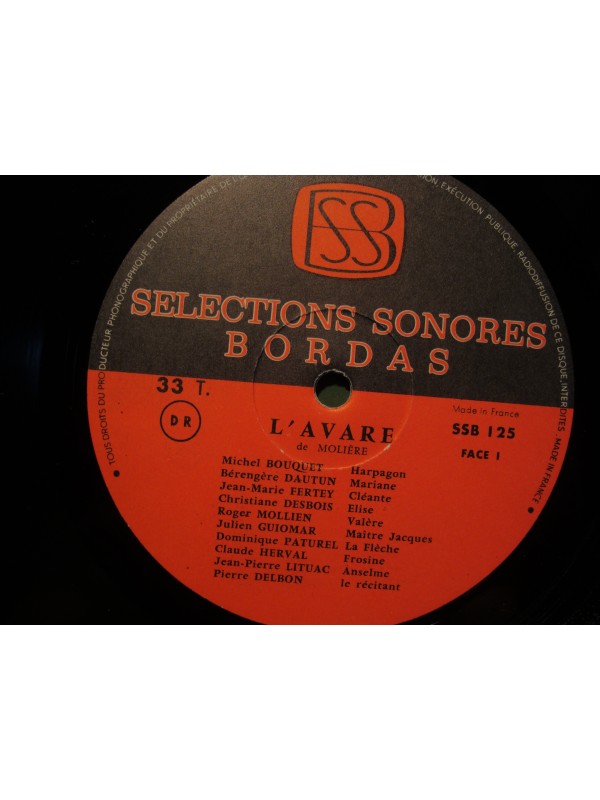 TOUS DROITS DU PRODUCTEUR PHONOGRAPHIQUE ET DU PROPRIÉTAIRE DE
EXÉCUTION PUBLIQUE, RADIODIFFUSION DE CE DISQUE, INTERDITES. MADE IN FRANCE
SSB
SELECTIONS SONORES
BORDAS
33 T.
DR
Made in France
SSB 125
FACE 1
L'AVARE
de MOLIÈRE
Michel BOUQUET Harpagon
Bérengère DAUTUN Mariane
Jean-Marie FERTEY Cléante
Christiane DESBOIS Elise
Roger MOLLIEN Valère
Julien GUIOMAR Maître Jacques
Dominique PATUREL La Flèche
Claude HERVAL Frosine
Jean-Pierre LITUAC Anselme
Pierre DELBON le récitant